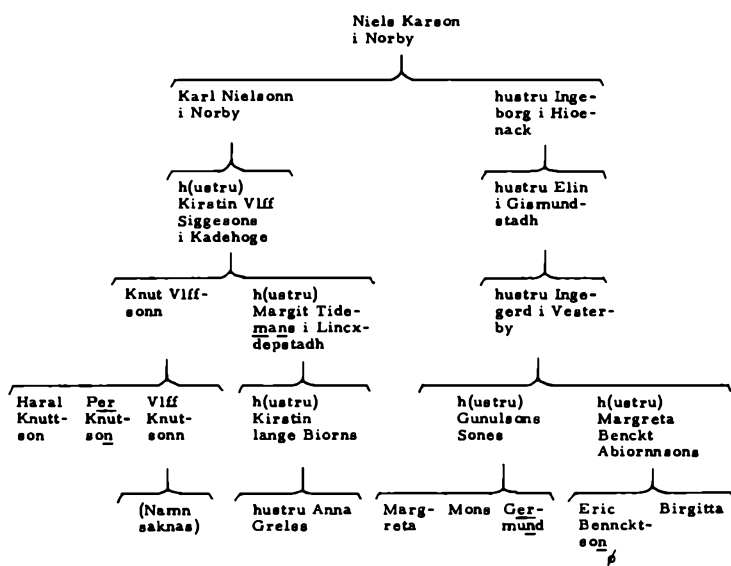 Niels Karson
i Norby
Karl Nielsonn
i Norby
hustru Inge-
borg i Hioe-
nack
h(ustru)
Kirstin Vlff
Siggesons
i Kadehoge
hustru Elin
i Gismund-
stadh
Knut Vlff-
sonn
h(ustru)
Margit Tide-
mans i Lincx-
depstadh
hustru Inge-
gerd i Vester-
by
Haral
Knutt-
son
Per
Knut-
son
Vlff
Knut-
sonn
h(ustru)
Kirstin
lange Biorns
h(ustru)
Gunulsons
Sones
h(ustru)
Margreta
Benckt
Abiornnsons
(Namn
saknas)
hustru Anna
Grelss
Marg-
reta
Mons
Ger-
mund
Eric
Bennckt-
son
ø
Birgitta